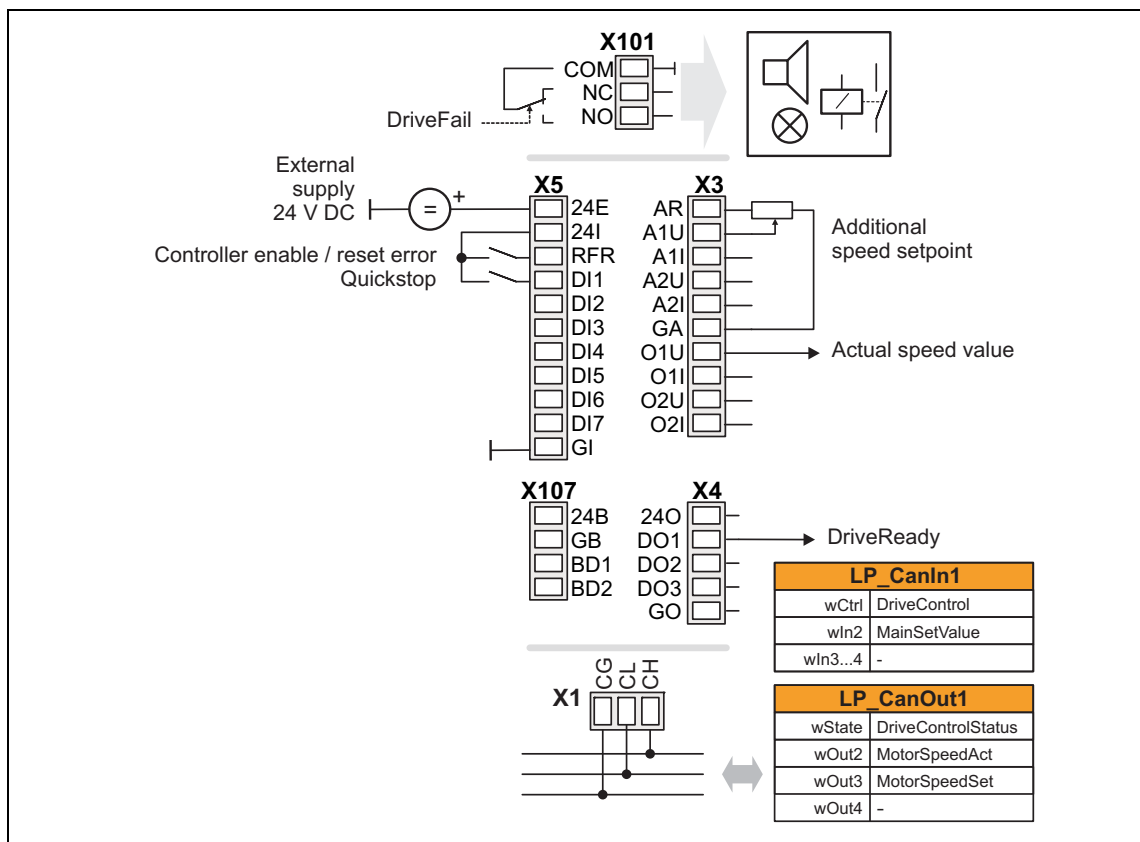 X101
COM
NC
NO
DriveFail
External
supply
24 V DC
=
+
X5
24E
24I
RFR
DI1
DI2
DI3
DI4
DI5
DI6
DI7
GI
Controller enable / reset error
Quickstop
X3
AR
A1U
A1I
A2U
A2I
GA
O1U
O1I
O2U
O2I
Additional
speed setpoint
Actual speed value
X107
24B
GB
BD1
BD2
X4
24O
DO1
DO2
DO3
GO
DriveReady
LP_CanIn1
wCtrl DriveControl
wIn2 MainSetValue
wIn3...4 -
X1
CG
CL
CH
LP_CanOut1
wState DriveControlStatus
wOut2 MotorSpeedAct
wOut3 MotorSpeedSet
wOut4 -